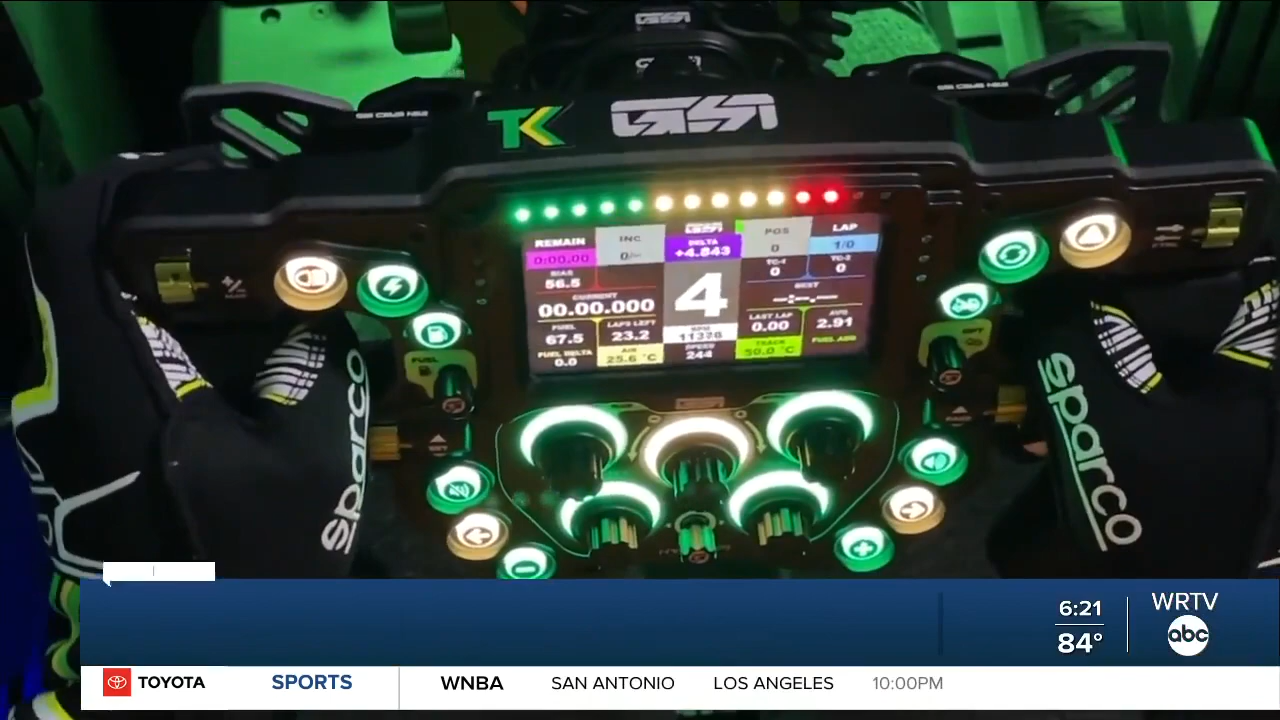 GSI
TK GSI
REMAIN
INC
DELTA
POS
LAP
0:00.00
+4.843
0
1/0
BIAS
56.5
4
TC-1
0
TC-2
0
CURRENT
00.00.000
BEST
FUEL
67.5
LAPS LEFT
23.2
RPM
LAST LAP
0.00
AVG
2.91
FUEL DELTA
0.0
AIR
25.6 °C
SPEED
244
TRACK
50.0 °C
FUEL ADD
FUEL
sparco
sparco
6:21
84°
WRTV
abc
TOYOTA SPORTS WNBA SAN ANTONIO LOS ANGELES 10:00PM